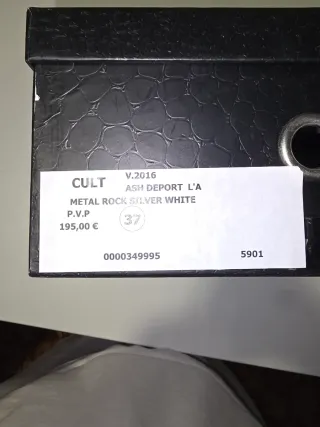 CULT V.2016
ASH DEPORT L'A
METAL ROCK SILVER WHITE
P.V.P 37
195,00 €
0000349995 5901